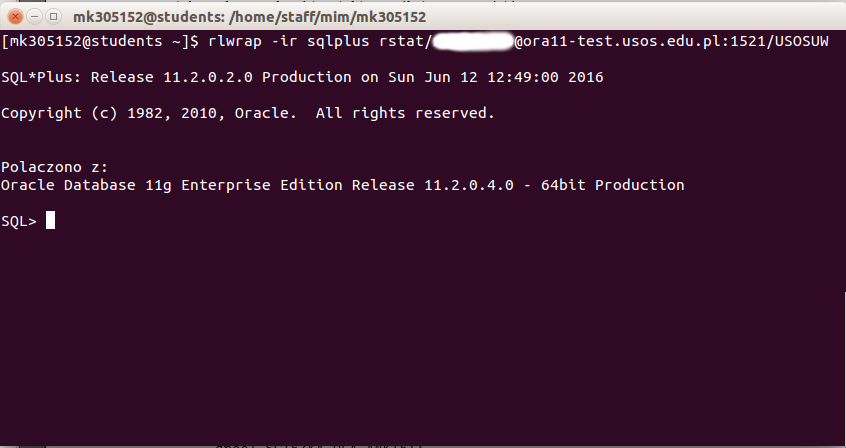 mk305152@students: /home/staff/mim/mk305152
[mk305152@students ~]$ rlwrap -ir sqlplus rstat/@ora11-test.usos.edu.pl:1521/USOSUW
SQL*Plus: Release 11.2.0.2.0 Production on Sun Jun 12 12:49:00 2016
Copyright (c) 1982, 2010, Oracle.  All rights reserved.
Polaczono z:
Oracle Database 11g Enterprise Edition Release 11.2.0.4.0 - 64bit Production
SQL>